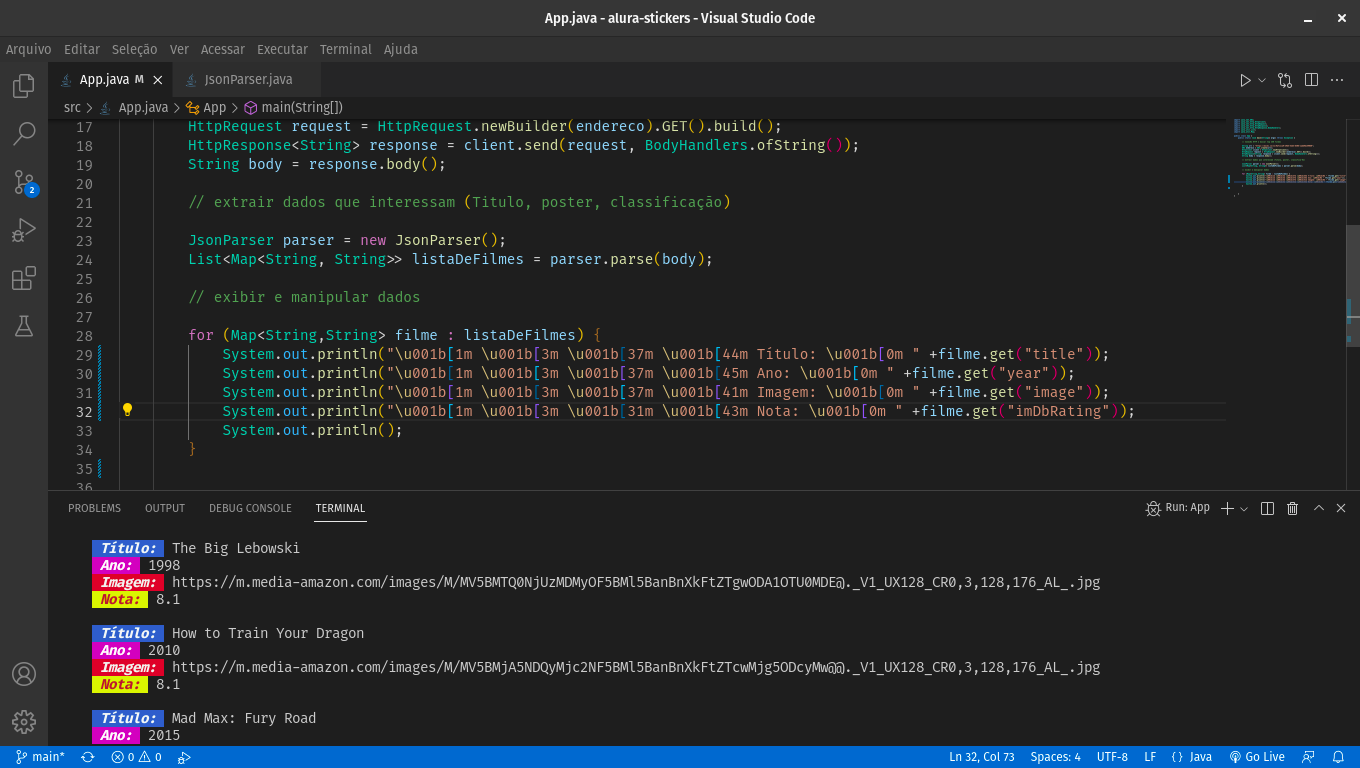 App.java - alura-stickers - Visual Studio Code
Arquivo Editar Seleção Ver Acessar Executar Terminal Ajuda
App.java M JsonParser.java
src > App.java > App > main(String[])
17 HttpRequest request = HttpRequest.newBuilder(endereco).GET().build();
18 HttpResponse<String> response = client.send(request, BodyHandlers.ofString());
19 String body = response.body();
20
21 // extrair dados que interessam (Titulo, poster, classificação)
22
23 JsonParser parser = new JsonParser();
24 List<Map<String, String>> listaDeFilmes = parser.parse(body);
25
26 // exibir e manipular dados
27
28 for (Map<String,String> filme : listaDeFilmes) {
29 System.out.println("\u001b[1m \u001b[3m \u001b[37m \u001b[44m Título: \u001b[0m " +filme.get("title"));
30 System.out.println("\u001b[1m \u001b[3m \u001b[37m \u001b[45m Ano: \u001b[0m " +filme.get("year"));
31 System.out.println("\u001b[1m \u001b[3m \u001b[37m \u001b[41m Imagem: \u001b[0m " +filme.get("image"));
32 System.out.println("\u001b[1m \u001b[3m \u001b[31m \u001b[43m Nota: \u001b[0m " +filme.get("imDbRating"));
33 System.out.println();
34 }
35
36
2
PROBLEMS OUTPUT DEBUG CONSOLE TERMINAL Run: App
Título: The Big Lebowski
Ano: 1998
Imagem: https://m.media-amazon.com/images/M/MV5BMTQ0NjUzMDMyOF5BMl5BanBnXkFtZTgwODA1OTU0MDE@._V1_UX128_CR0,3,128,176_AL_.jpg
Nota: 8.1
Título: How to Train Your Dragon
Ano: 2010
Imagem: https://m.media-amazon.com/images/M/MV5BMjA5NDQyMjc2NF5BMl5BanBnXkFtZTcwMjg5ODcyMw@@._V1_UX128_CR0,3,128,176_AL_.jpg
Nota: 8.1
Título: Mad Max: Fury Road
Ano: 2015
main* 0 0 Ln 32, Col 73 Spaces: 4 UTF-8 LF {} Java Go Live